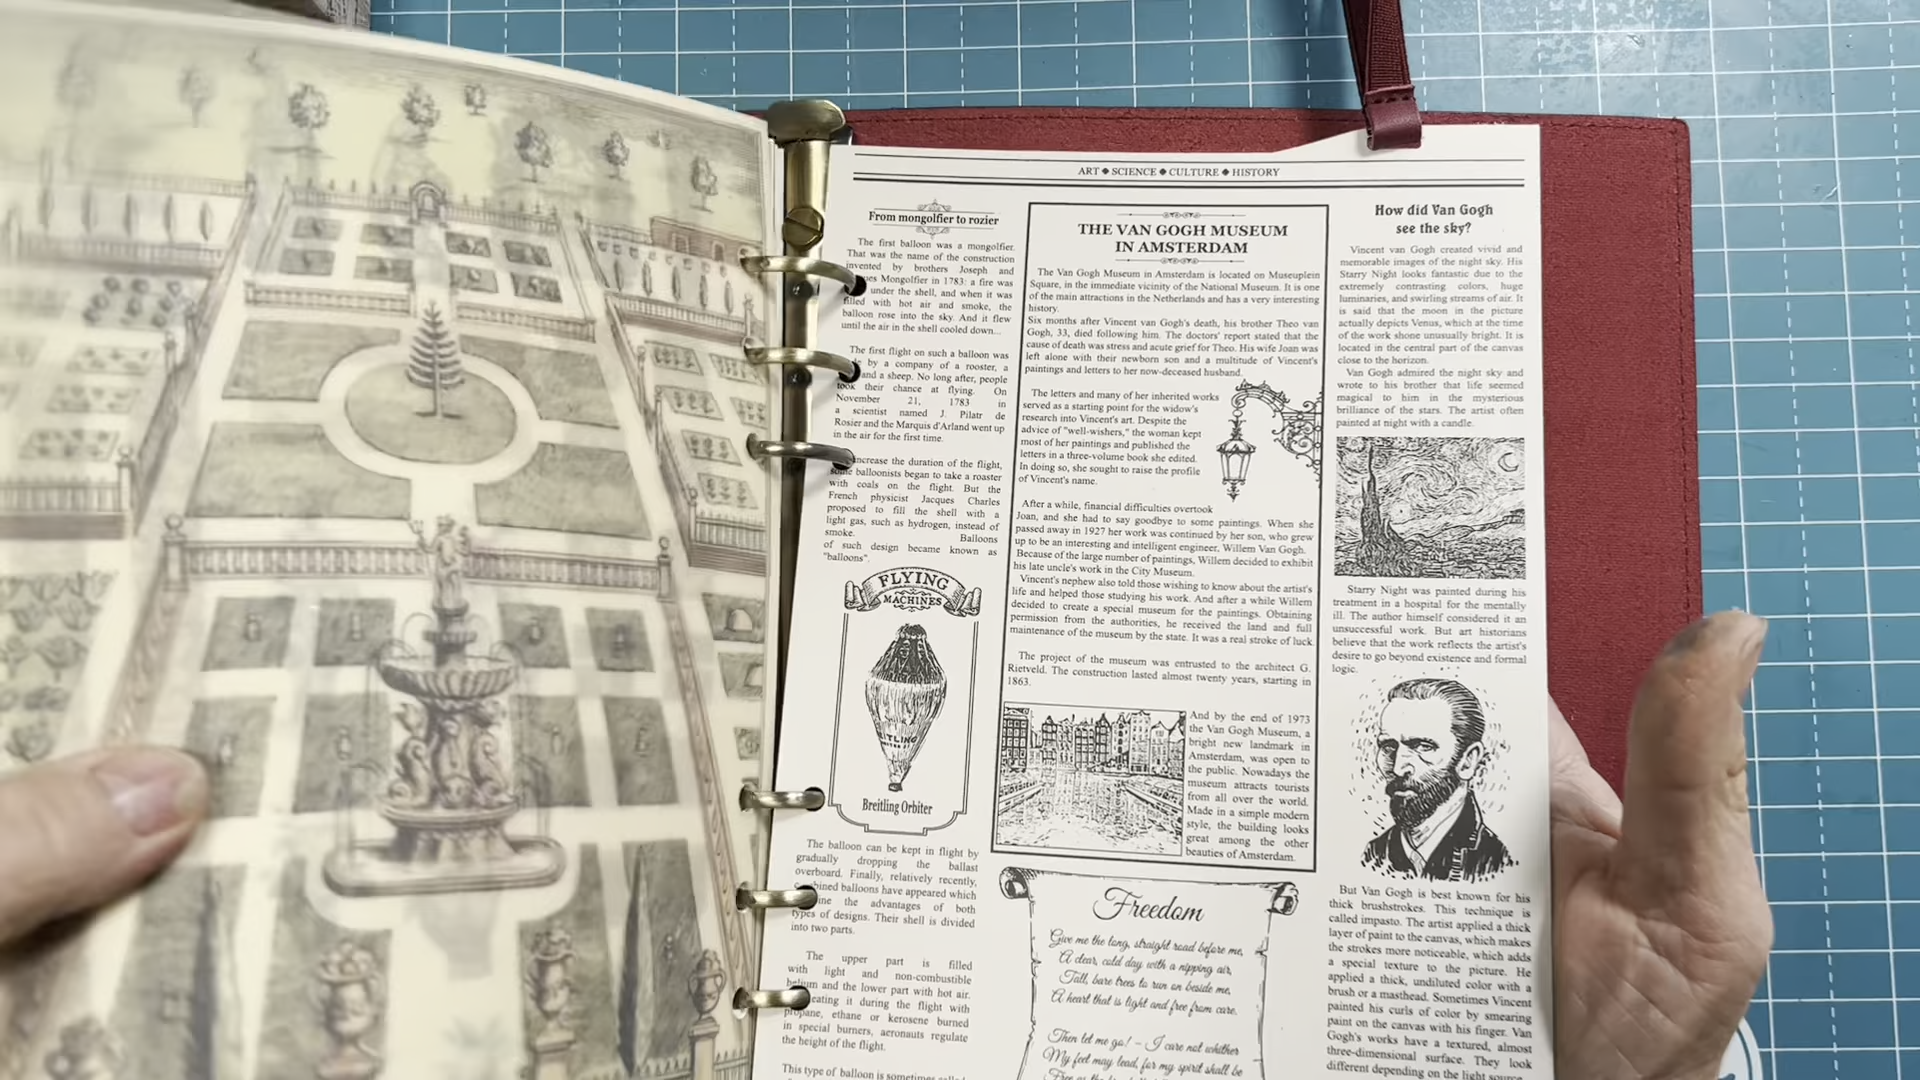 ART ◆ SCIENCE ◆ CULTURE ◆ HISTORY
From mongolfier to rozier
The first balloon was a mongolfier.
That was the name of the construction
invented by brothers Joseph and
Mongolfier in 1783: a fire was
under the shell, and when it was
filled with hot air and smoke, the
balloon rose into the sky. And it flew
until the air in the shell cooled down...
The first flight on such a balloon was
by a company of a rooster, a
and a sheep. No long after, people
took their chance at flying. On
November 21, 1783 in
a scientist named J. Pilatr de
Rosier and the Marquis d'Arland went up
in the air for the first time.
increase the duration of the flight,
some balloonists began to take a roaster
with coals on the flight. But the
French physicist Jacques Charles
proposed to fill the shell with a
light gas, such as hydrogen, instead of
smoke. Balloons
of such design became known as
"balloons".
FLYING
MACHINES
Breitling Orbiter
The balloon can be kept in flight by
gradually dropping the ballast
overboard. Finally, relatively recently,
balloons have appeared which
the advantages of both
types of designs. Their shell is divided
into two parts.
The upper part is filled
with light and non-combustible
helium and the lower part with hot air.
it during the flight with
propane, ethane or kerosene burned
in special burners, aeronauts regulate
the height of the flight.
This type of balloon is sometimes called
THE VAN GOGH MUSEUM
IN AMSTERDAM
The Van Gogh Museum in Amsterdam is located on Museuplein
Square, in the immediate vicinity of the National Museum. It is one
of the main attractions in the Netherlands and has a very interesting
history.
Six months after Vincent van Gogh's death, his brother Theo van
Gogh, 33, died following him. The doctors' report stated that the
cause of death was stress and acute grief for Theo. His wife Joan was
left alone with their newborn son and a multitude of Vincent's
paintings and letters to her now-deceased husband.
The letters and many of her inherited works
served as a starting point for the widow's
research into Vincent's art. Despite the
advice of "well-wishers," the woman kept
most of her paintings and published the
letters in a three-volume book she edited.
In doing so, she sought to raise the profile
of Vincent's name.
After a while, financial difficulties overtook
Joan, and she had to say goodbye to some paintings. When she
passed away in 1927 her work was continued by her son, who grew
up to be an interesting and intelligent engineer, Willem Van Gogh.
Because of the large number of paintings, Willem decided to exhibit
his late uncle's work in the City Museum.
Vincent's nephew also told those wishing to know about the artist's
life and helped those studying his work. And after a while Willem
decided to create a special museum for the paintings. Obtaining
permission from the authorities, he received the land and full
maintenance of the museum by the state. It was a real stroke of luck
The project of the museum was entrusted to the architect G.
Rietveld. The construction lasted almost twenty years, starting in
1863.
And by the end of 1973
the Van Gogh Museum, a
bright new landmark in
Amsterdam, was open to
the public. Nowadays the
museum attracts tourists
from all over the world.
Made in a simple modern
style, the building looks
great among the other
beauties of Amsterdam.
Freedom
Give me the long, straight road before me,
A clear, cold day with a nipping air,
Tall, bare trees to run on beside me,
A heart that is light and free from care.
Then let me go! – I care not whither
My feet may lead, for my spirit shall be
How did Van Gogh
see the sky?
Vincent van Gogh created vivid and
memorable images of the night sky. His
Starry Night looks fantastic due to the
extremely contrasting colors, huge
luminaries, and swirling streams of air. It
is said that the moon in the picture
actually depicts Venus, which at the time
of the work shone unusually bright. It is
located in the central part of the canvas
close to the horizon.
Van Gogh admired the night sky and
wrote to his brother that life seemed
magical to him in the mysterious
brilliance of the stars. The artist often
painted at night with a candle.
Starry Night was painted during his
treatment in a hospital for the mentally
ill. The author himself considered it an
unsuccessful work. But art historians
believe that the work reflects the artist's
desire to go beyond existence and formal
logic.
But Van Gogh is best known for his
thick brushstrokes. This technique is
called impasto. The artist applied a thick
layer of paint to the canvas, which makes
the strokes more noticeable, which adds
a special texture to the picture. He
applied a thick, undiluted color with a
brush or a masthead. Sometimes Vincent
painted his curls of color by smearing
paint on the canvas with his finger. Van
Gogh's works have a textured, almost
three-dimensional surface. They look
different depending on the light source.